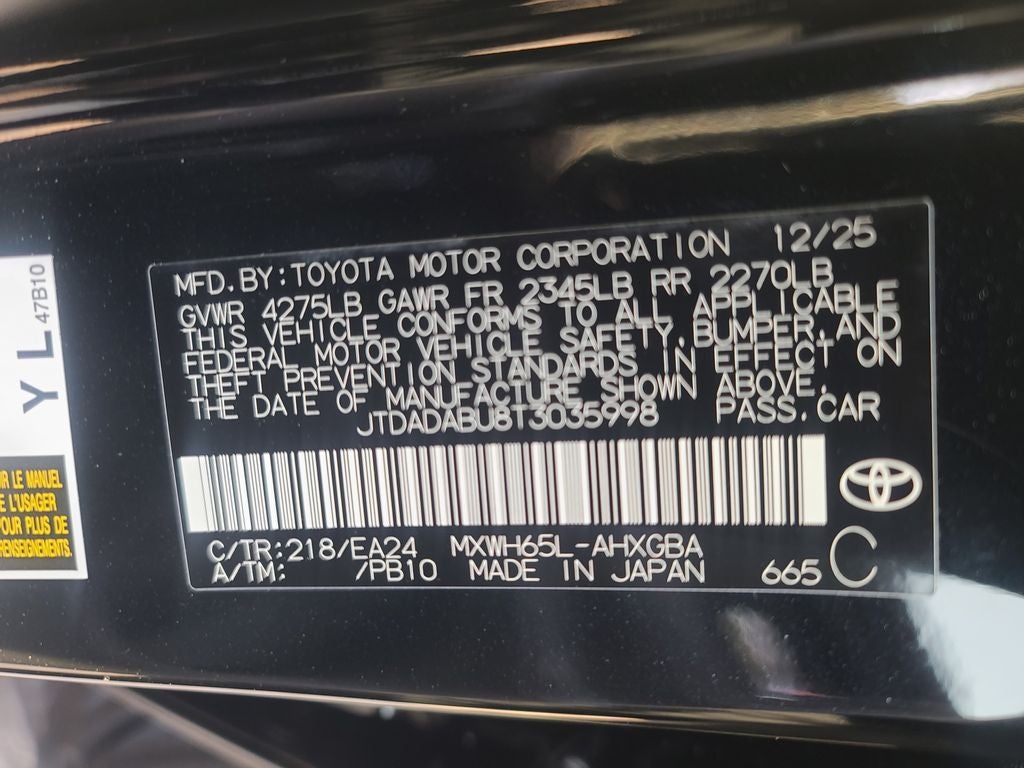 MFD.BY:TOYOTA MOTOR CORPORATION 12/25
GVWR 4275LB GAWR FR 2345LB RR 2270LB
THIS VEHICLE CONFORMS TO ALL APPLICABLE
FEDERAL MOTOR VEHICLE SAFETY,BUMPER,AND
THEFT PREVENTION STANDARDS IN EFFECT ON
THE DATE OF MANUFACTURE SHOWN ABOVE.
JTDADABU8T3035998 PASS.CAR
C/TR:218/EA24 MXWH65L-AHXGBA
A/TM: /PB10 MADE IN JAPAN 665 C
YL
47B10
R LE MANUEL
E L'USAGER
POUR PLUS DE
RENSEIGNEMENTS.